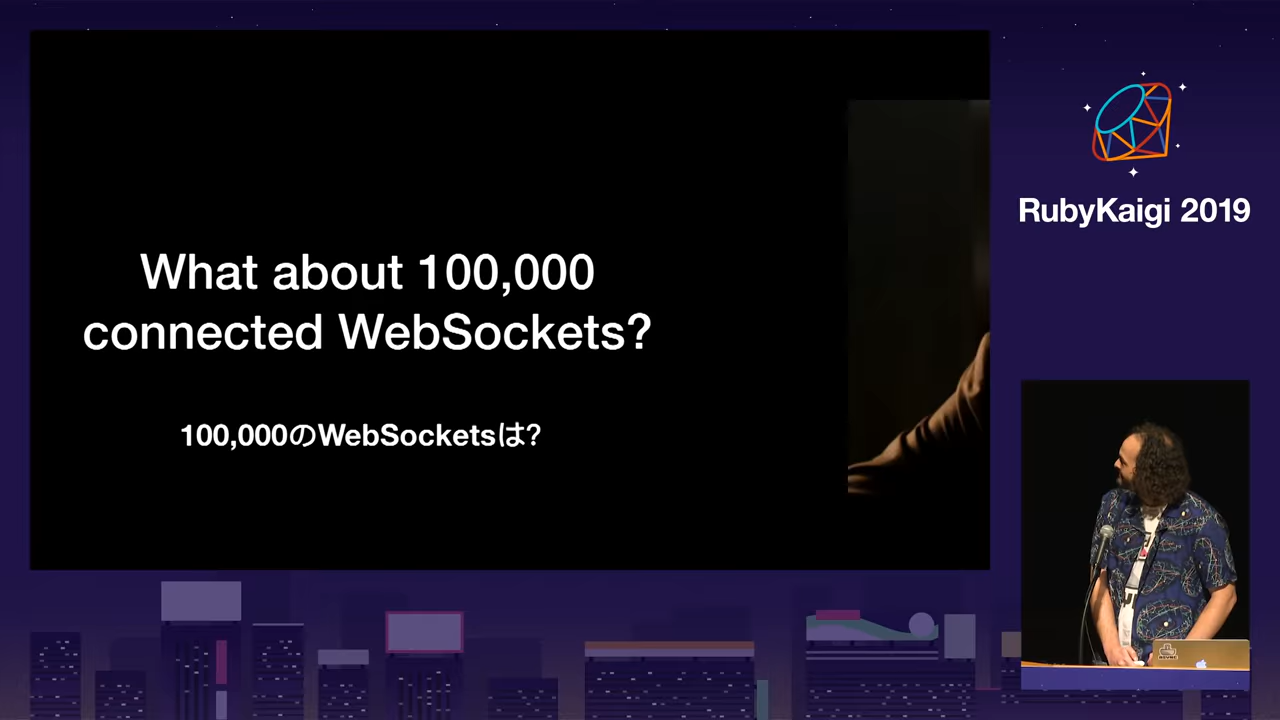 What about 100,000
connected WebSockets?
100,000のWebSocketsは?
RubyKaigi 2019